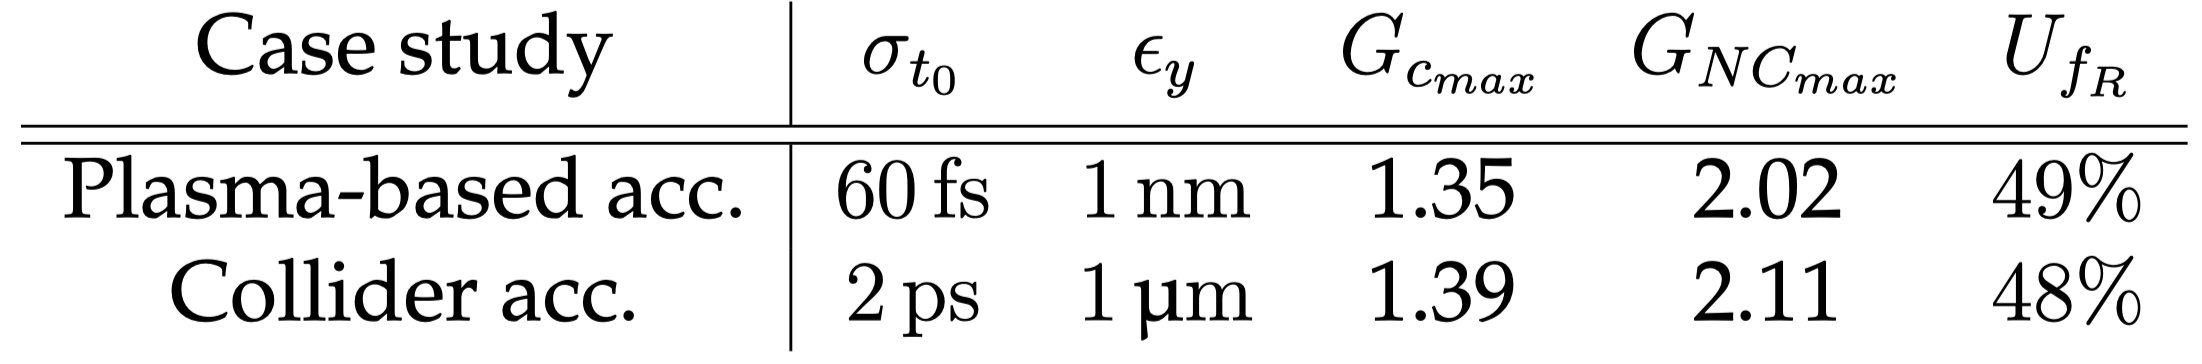 Case study σ_{t_0} ϵ_y G_{c_{max}} G_{NC_{max}} U_{f_R}
Plasma-based acc. 60 fs 1 nm 1.35 2.02 49%
Collider acc. 2 ps 1 µm 1.39 2.11 48%